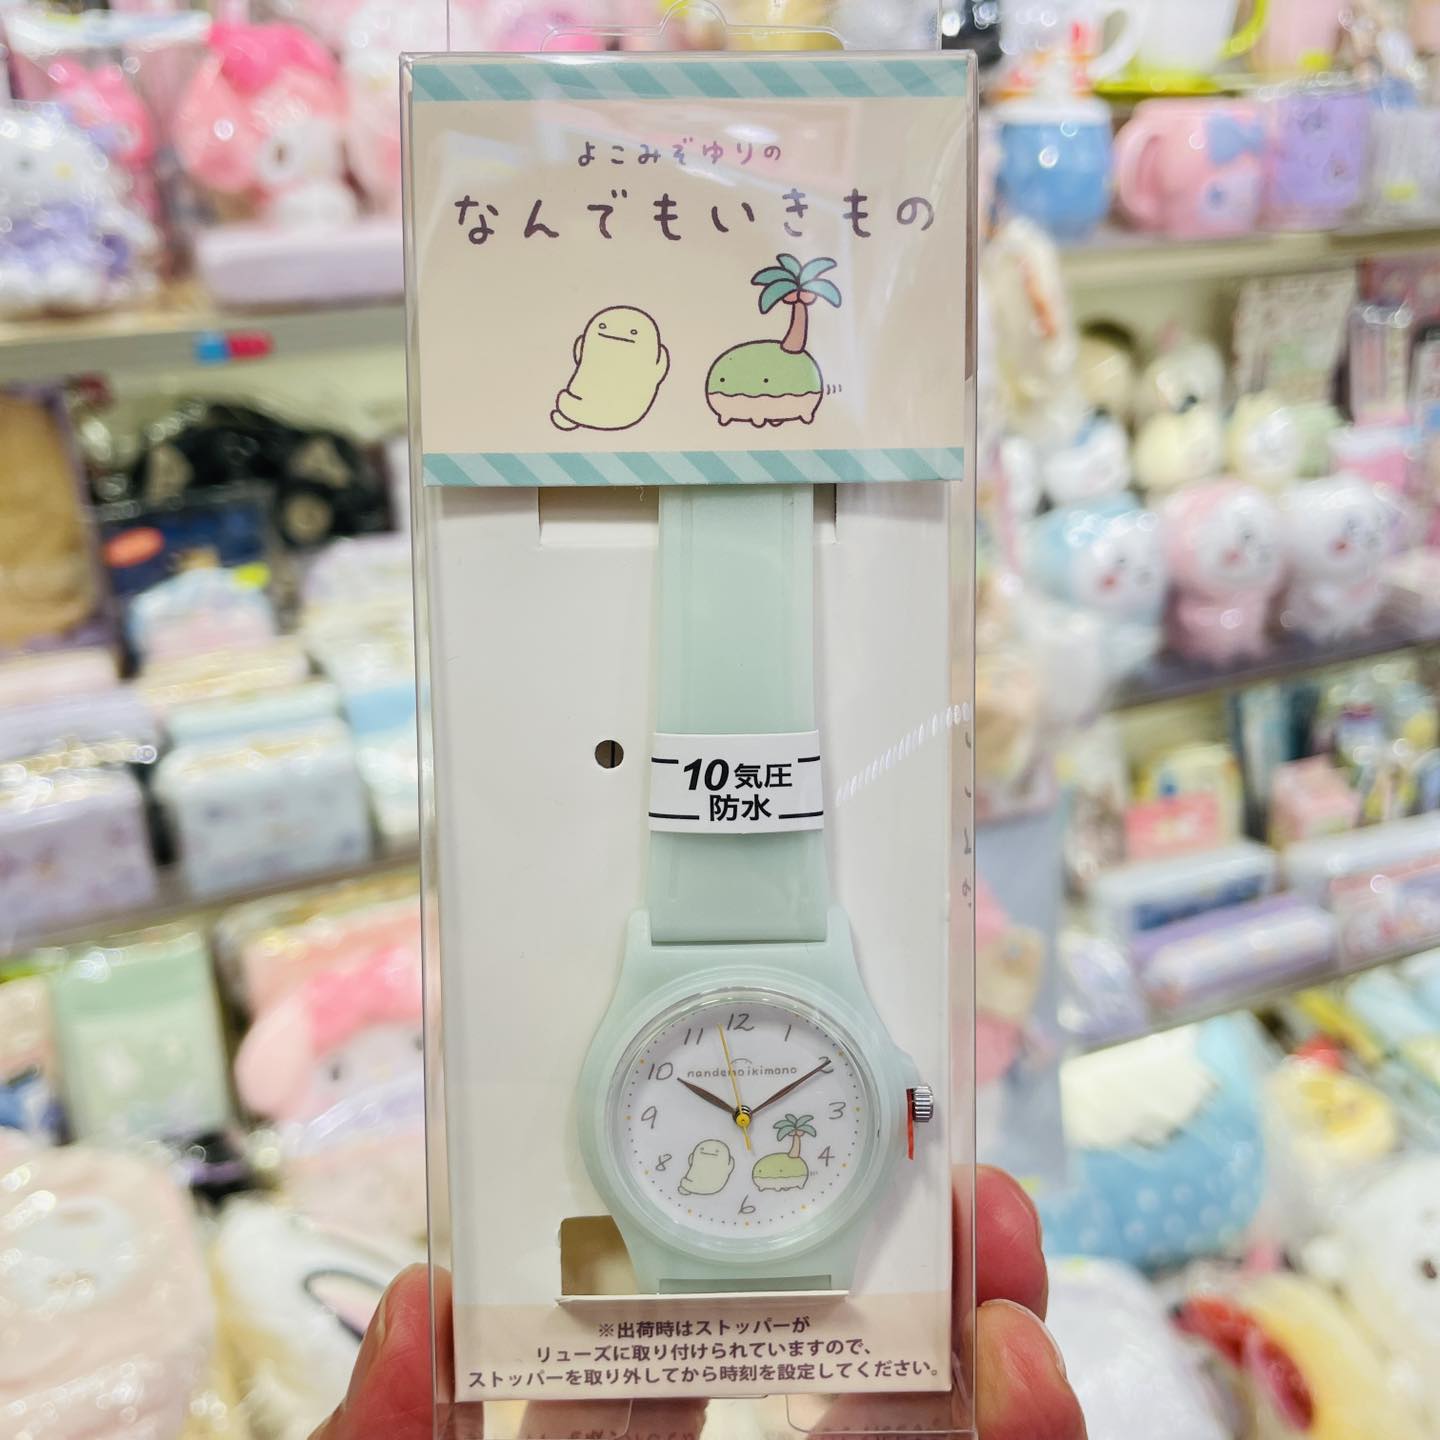 よこみぞゆりの
なんでもいきもの
10気圧
防水
12
11
1
nandemoikimono
10
2
9
3
8
4
6
※出荷時はストッパーが
リューズに取り付けられていますので、
ストッパーを取り外してから時刻を設定してください。